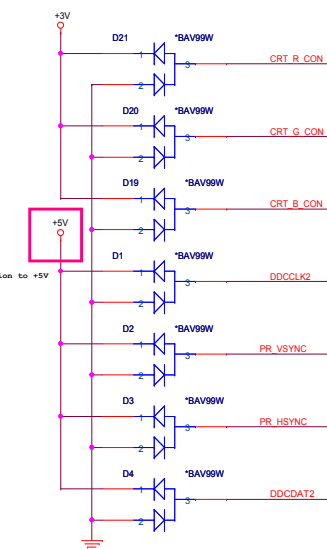 +3V
D21 *BAV99W
1
3 CRT_R_CON
2
D20 *BAV99W
1
3 CRT_G_CON
2
D19 *BAV99W
1
3 CRT_B_CON
2
+5V
ion to +5V
D1 *BAV99W
1
3 DDCCLK2
2
D2 *BAV99W
1
3 PR_VSYNC
2
D3 *BAV99W
1
3 PR_HSYNC
2
D4 *BAV99W
1
3 DDCDAT2
2